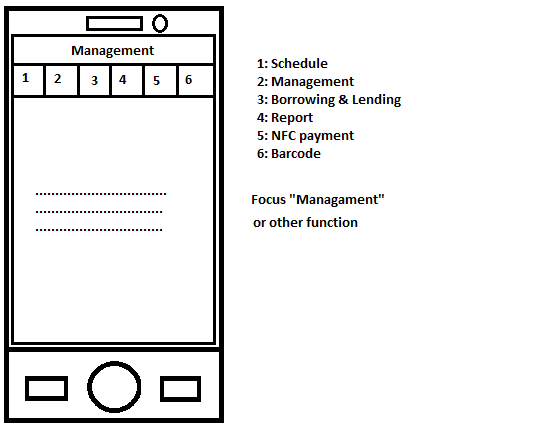 Management
1 2 3 4 5 6
1: Schedule
2: Management
3: Borrowing & Lending
4: Report
5: NFC payment
6: Barcode
Focus "Managament"
or other function